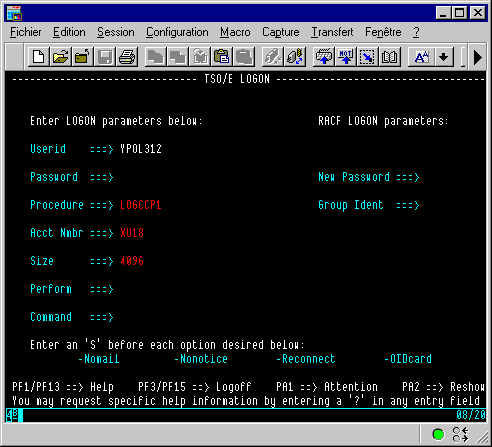 Fichier Edition Session Configuration Macro Capture Transfert Fenêtre ?
NOT A
------------------------------ TSO/E LOGON -----------------------------------
Enter LOGON parameters below: RACF LOGON parameters:
Userid ===> YPOL312
Password ===> New Password ===>
Procedure ===> LOGCCP1 Group Ident ===>
Acct Nmbr ===> XU18
Size ===> 4096
Perform ===>
Command ===>
Enter an 'S' before each option desired below:
-Nomail -Nonotice -Reconnect -OIDcard
PF1/PF13 ==> Help PF3/PF15 ==> Logoff PA1 ==> Attention PA2 ==> Reshow
You may request specific help information by entering a '?' in any entry field
08/20